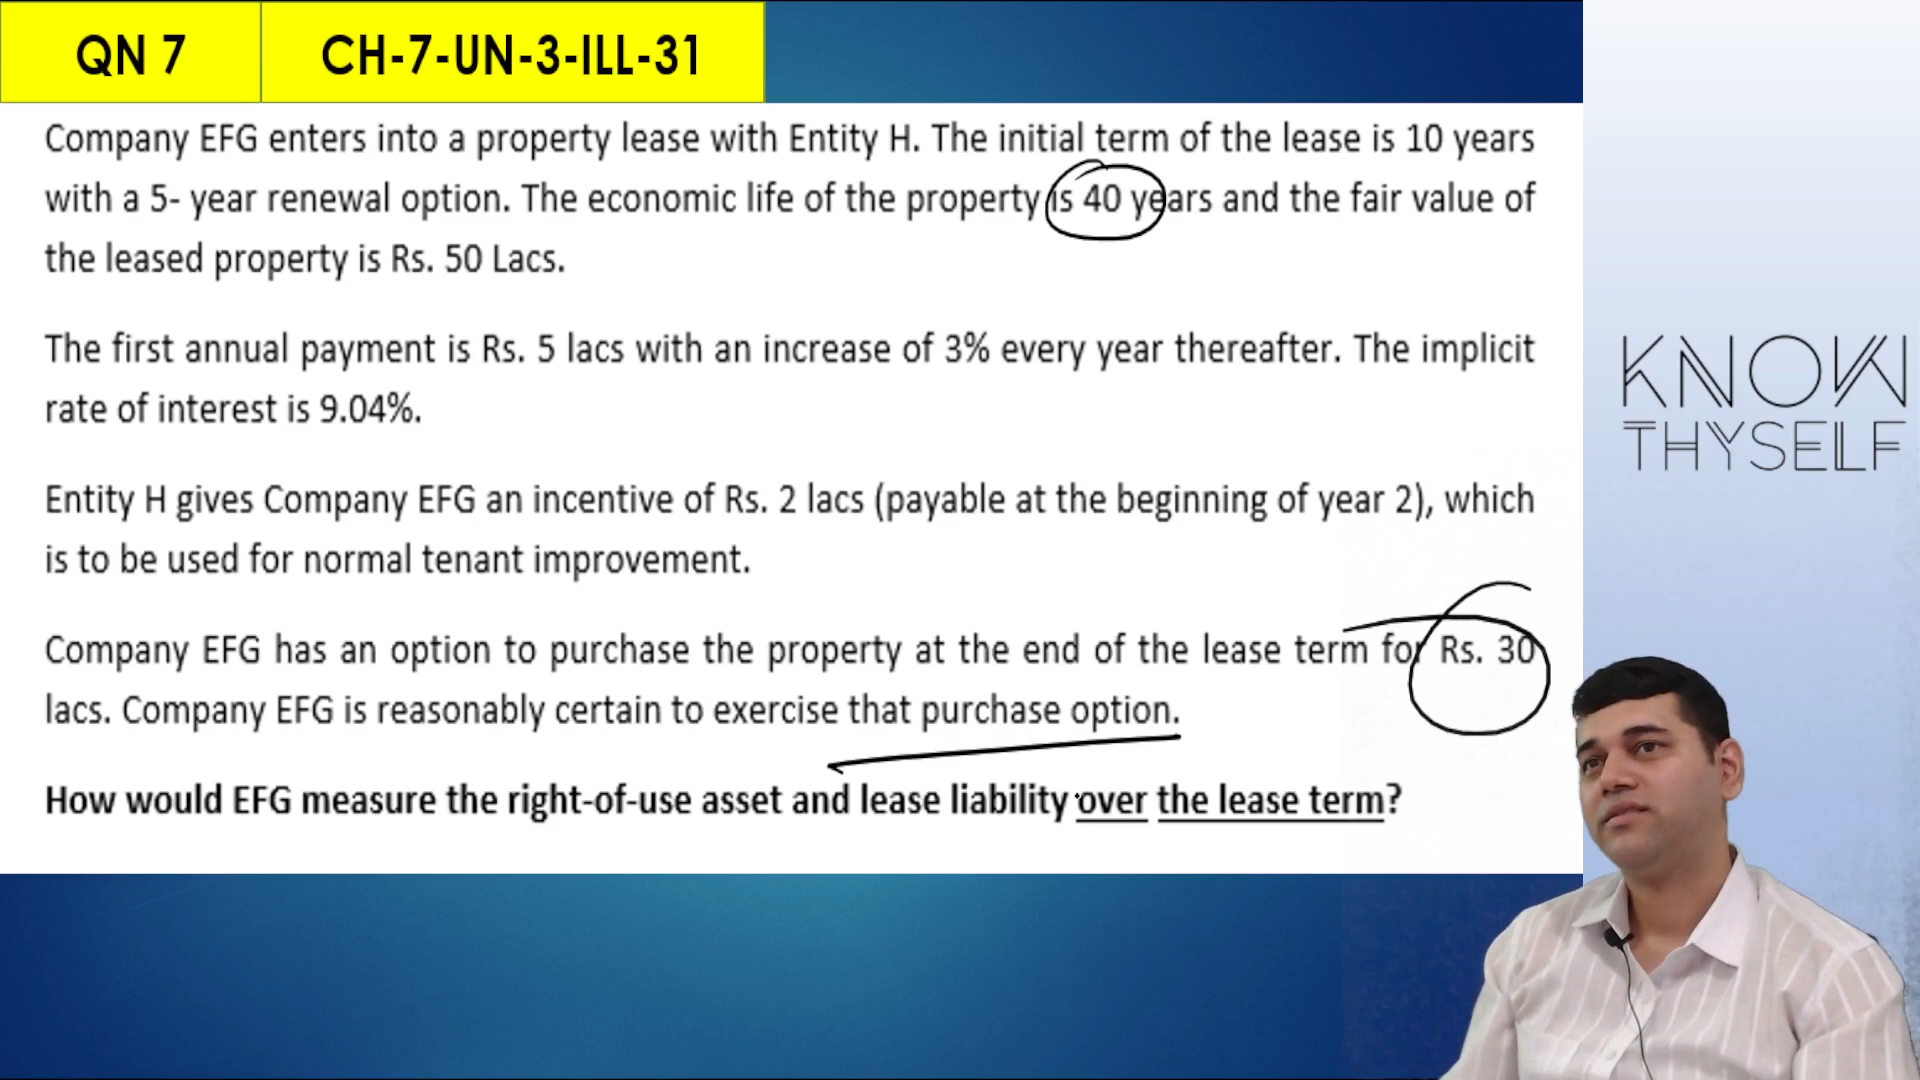 QN 7
CH-7-UN-3-ILL-31
Company EFG enters into a property lease with Entity H. The initial term of the lease is 10 years
with a 5- year renewal option. The economic life of the property is 40 years and the fair value of
the leased property is Rs. 50 Lacs.
The first annual payment is Rs. 5 lacs with an increase of 3% every year thereafter. The implicit
rate of interest is 9.04%.
Entity H gives Company EFG an incentive of Rs. 2 lacs (payable at the beginning of year 2), which
is to be used for normal tenant improvement.
Company EFG has an option to purchase the property at the end of the lease term for Rs. 30
lacs. Company EFG is reasonably certain to exercise that purchase option.
How would EFG measure the right-of-use asset and lease liability over the lease term?
KNOW
THYSELF